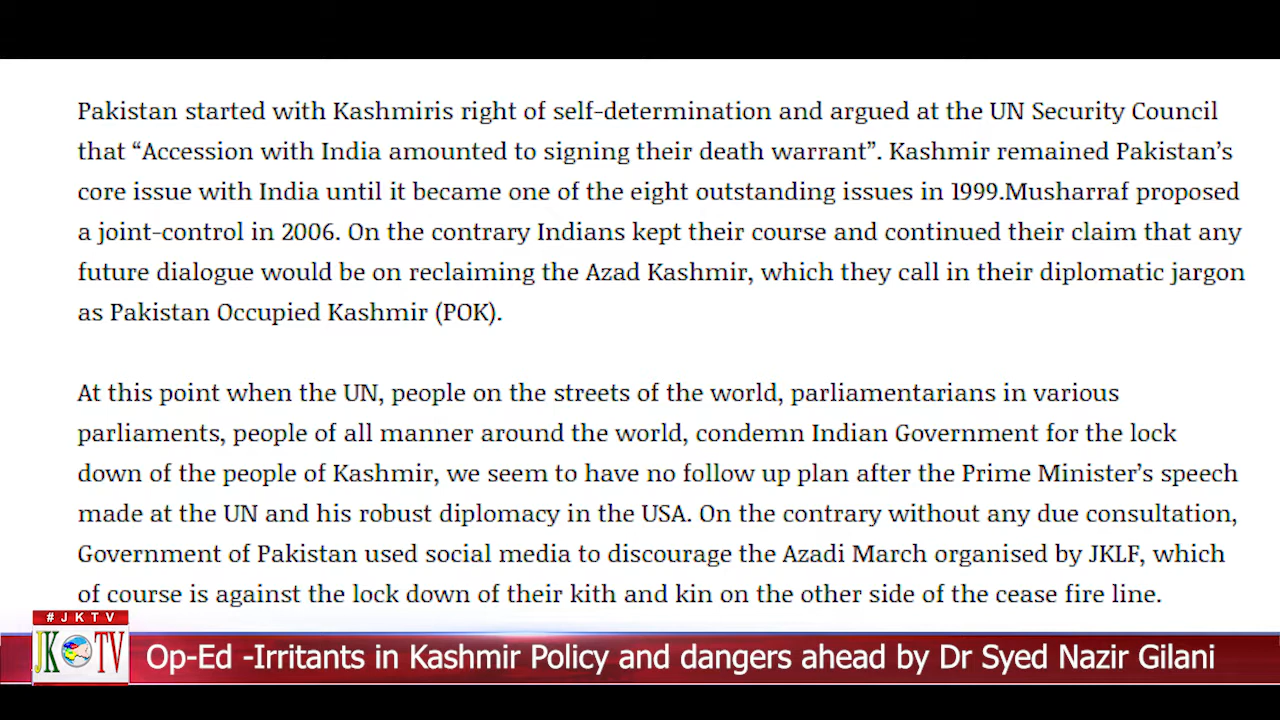 Pakistan started with Kashmiris right of self-determination and argued at the UN Security Council
that “Accession with India amounted to signing their death warrant”. Kashmir remained Pakistan’s
core issue with India until it became one of the eight outstanding issues in 1999.Musharraf proposed
a joint-control in 2006. On the contrary Indians kept their course and continued their claim that any
future dialogue would be on reclaiming the Azad Kashmir, which they call in their diplomatic jargon
as Pakistan Occupied Kashmir (POK).
At this point when the UN, people on the streets of the world, parliamentarians in various
parliaments, people of all manner around the world, condemn Indian Government for the lock
down of the people of Kashmir, we seem to have no follow up plan after the Prime Minister’s speech
made at the UN and his robust diplomacy in the USA. On the contrary without any due consultation,
Government of Pakistan used social media to discourage the Azadi March organised by JKLF, which
of course is against the lock down of their kith and kin on the other side of the cease fire line.
#JKTV
JK TV
Op-Ed -Irritants in Kashmir Policy and dangers ahead by Dr Syed Nazir Gilani